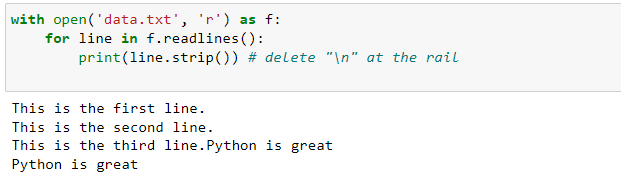 with open('data.txt', 'r') as f:
    for line in f.readlines():
        print(line.strip()) # delete "\n" at the rail
This is the first line.
This is the second line.
This is the third line.Python is great
Python is great